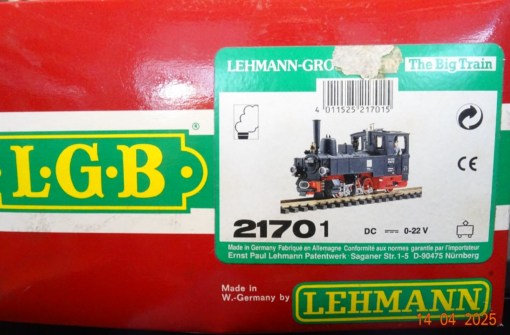 LEHMANN-GRO
The Big Train
4 011525 217015
L·G·B
®
CE
21701
DC 0-22 V
Made in Germany Fabriqué en Allemagne Conformité aux normes garantie par l'importateur
Ernst Paul Lehmann Patentwerk · Saganer Str. 1-5 D-90475 Nürnberg
Made in
W.-Germany by
LEHMANN
14 04 2025